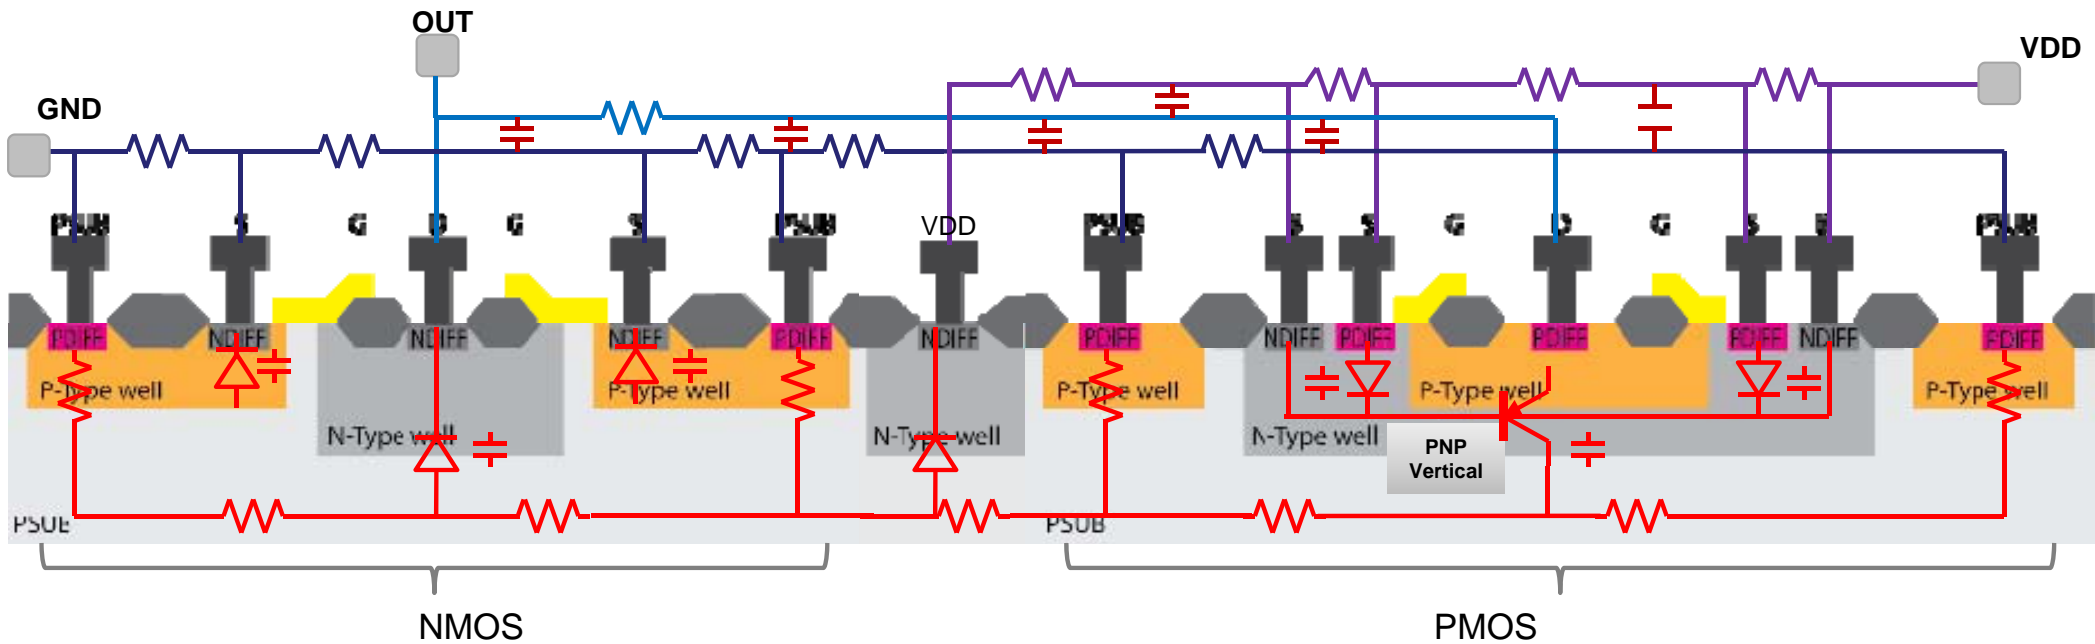 OUT
VDD
GND
PSUB S G D G S PSUB VDD PSUB S S G D G S S PSUB
PDIFF NDIFF NDIFF NDIFF PDIFF NDIFF PDIFF NDIFF PDIFF PDIFF PDIFF NDIFF PDIFF
P-Type well P-Type well P-Type well P-Type well P-Type well
N-Type well N-Type well N-Type well
PNP
Vertical
PSUB PSUB
NMOS PMOS